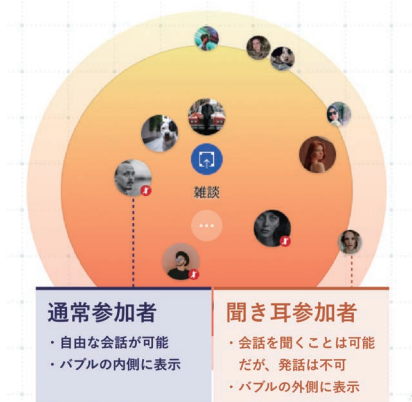 雑談
通常参加者
・自由な会話が可能
・バブルの内側に表示
聞き耳参加者
・会話を聞くことは可能
だが、発話は不可
・バブルの外側に表示